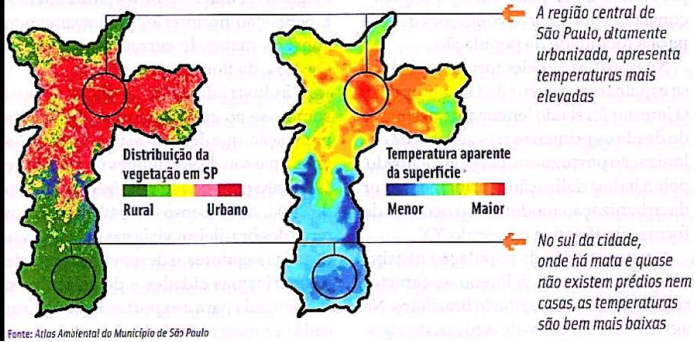 A região central de
São Paulo, altamente
urbanizada, apresenta
temperaturas mais
elevadas
Distribuição da
vegetação em SP
Rural Urbano
Temperatura aparente
da superfície
Menor Maior
No sul da cidade,
onde há mata e quase
não existem prédios nem
casas, as temperaturas
são bem mais baixas
Fonte: Atlas Ambiental do Município de São Paulo